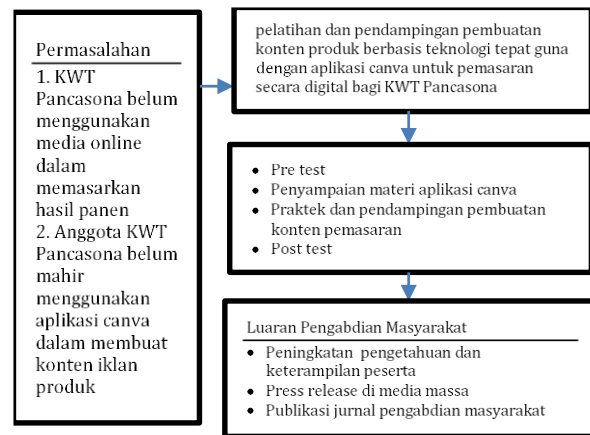 Permasalahan
1. KWT
Pancasona belum
menggunakan
media online
dalam
memasarkan
hasil panen
2. Anggota KWT
Pancasona belum
mahir
menggunakan
aplikasi canva
dalam membuat
konten iklan
produk
pelatihan dan pendampingan pembuatan
konten produk berbasis teknologi tepat guna
dengan aplikasi canva untuk pemasaran
secara digital bagi KWT Pancasona
• Pre test
• Penyampaian materi aplikasi canva
• Praktek dan pendampingan pembuatan
konten pemasaran
• Post test
Luaran Pengabdian Masyarakat
• Peningkatan pengetahuan dan
keterampilan peserta
• Press release di media massa
• Publikasi jurnal pengabdian masyarakat